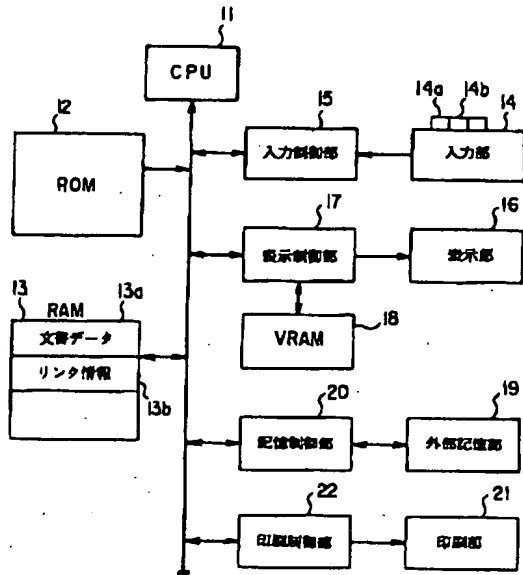 11
CPU
12
ROM
15
入力制御部
14a
14b
14
入力部
17
表示制御部
16
表示部
18
VRAM
13
RAM
13a
文書データ
リンタ情報
13b
20
記憶制御部
19
外部記憶部
22
印刷制御部
21
印刷部